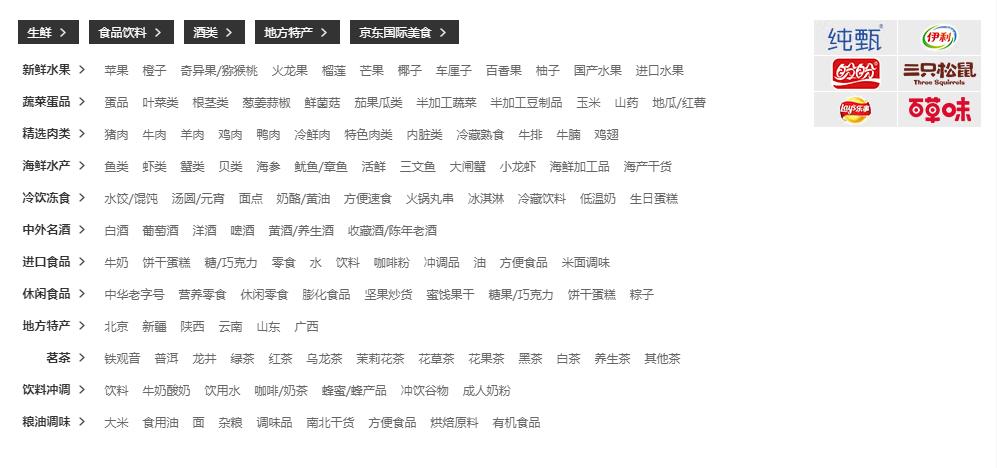 生鲜 食品饮料 酒类 地方特产 京东国际美食
新鲜水果 苹果 橙子 奇异果/猕猴桃 火龙果 榴莲 芒果 椰子 车厘子 百香果 柚子 国产水果 进口水果
蔬菜蛋品 蛋品 叶菜类 根茎类 葱姜蒜椒 鲜菌菇 茄果瓜类 半加工蔬菜 半加工豆制品 玉米 山药 地瓜/红薯
精选肉类 猪肉 牛肉 羊肉 鸡肉 鸭肉 冷鲜肉 特色肉类 内脏类 冷藏熟食 牛排 牛腩 鸡翅
海鲜水产 鱼类 虾类 蟹类 贝类 海参 鱿鱼/章鱼 活鲜 三文鱼 大闸蟹 小龙虾 海鲜加工品 海产干货
冷饮冻食 水饺/馄饨 汤圆/元宵 面点 奶酪/黄油 方便速食 火锅丸串 冰淇淋 冷藏饮料 低温奶 生日蛋糕
中外名酒 白酒 葡萄酒 洋酒 啤酒 黄酒/养生酒 收藏酒/陈年老酒
进口食品 牛奶 饼干蛋糕 糖/巧克力 零食 水 饮料 咖啡粉 冲调品 油 方便食品 米面调味
休闲食品 中华老字号 营养零食 休闲零食 膨化食品 坚果炒货 蜜饯果干 糖果/巧克力 饼干蛋糕 粽子
地方特产 北京 新疆 陕西 云南 山东 广西
茗茶 铁观音 普洱 龙井 绿茶 红茶 乌龙茶 茉莉花茶 花草茶 花果茶 黑茶 白茶 养生茶 其他茶
饮料冲调 饮料 牛奶酸奶 饮用水 咖啡/奶茶 蜂蜜/蜂产品 冲饮谷物 成人奶粉
粮油调味 大米 食用油 面 杂粮 调味品 南北干货 方便食品 烘焙原料 有机食品
纯甄 伊利
盼盼 三只松鼠
Three Squirrels
Lay's乐事 百草味